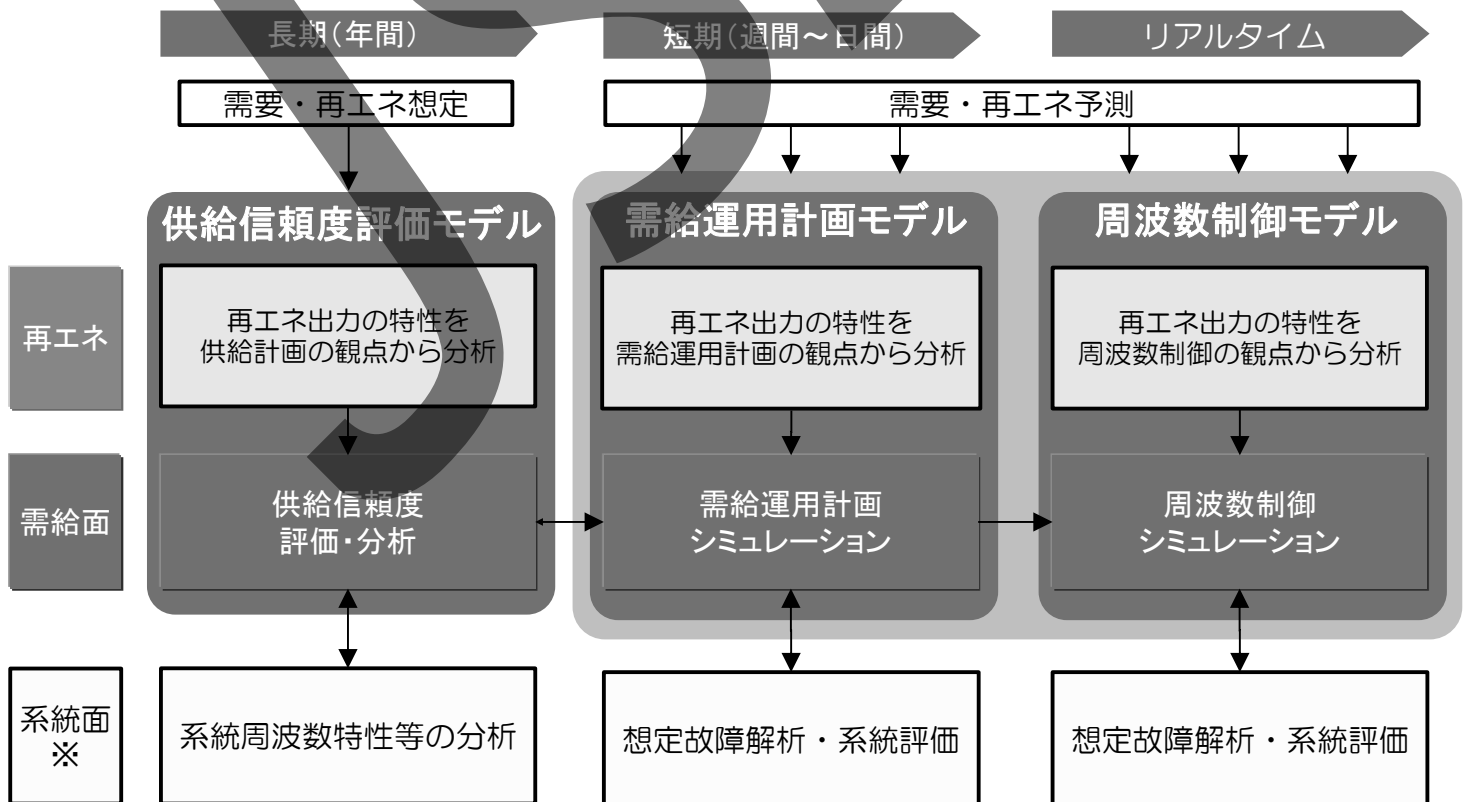 長期（年間）
短期（週間～日間）
リアルタイム
需要・再エネ想定
需要・再エネ予測
供給信頼度評価モデル
需給運用計画モデル
周波数制御モデル
再エネ
再エネ出力の特性を
供給計画の観点から分析
再エネ出力の特性を
需給運用計画の観点から分析
再エネ出力の特性を
周波数制御の観点から分析
需給面
供給信頼度
評価・分析
需給運用計画
シミュレーション
周波数制御
シミュレーション
系統面
※
系統周波数特性等の分析
想定故障解析・系統評価
想定故障解析・系統評価